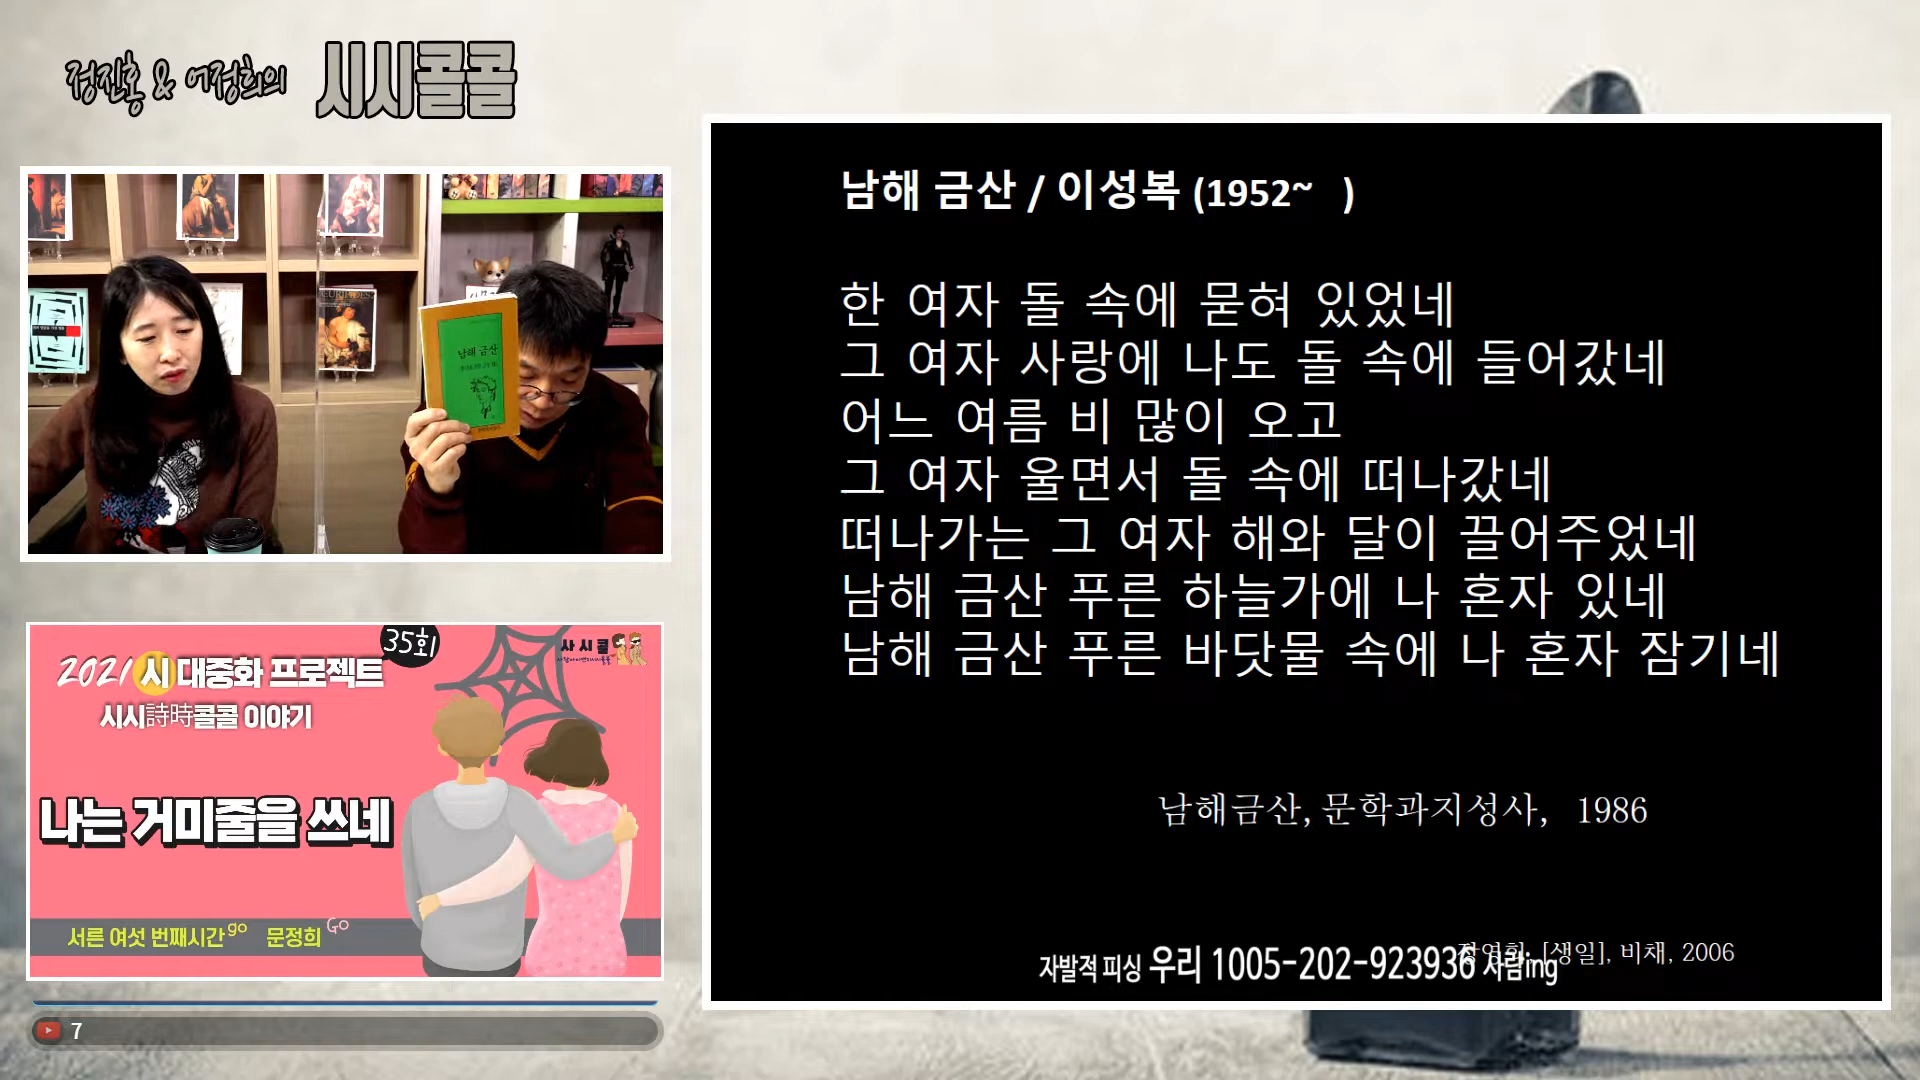 정진홍 & 어정희의 시시콜콜
남해 금산
남해 금산 / 이성복 (1952~ )
한 여자 돌 속에 묻혀 있었네
그 여자 사랑에 나도 돌 속에 들어갔네
어느 여름 비 많이 오고
그 여자 울면서 돌 속에 떠나갔네
떠나가는 그 여자 해와 달이 끌어주었네
남해 금산 푸른 하늘가에 나 혼자 있네
남해 금산 푸른 바닷물 속에 나 혼자 잠기네
남해금산, 문학과지성사, 1986
[생일], 비채, 2006
자발적 피싱 우리 1005-202-923936 사람ing
35회
사시콜
2021 시 대중화 프로젝트
시시詩時콜콜 이야기
나는 거미줄을 쓰네
서른 여섯 번째시간 go 문정희 Go
7